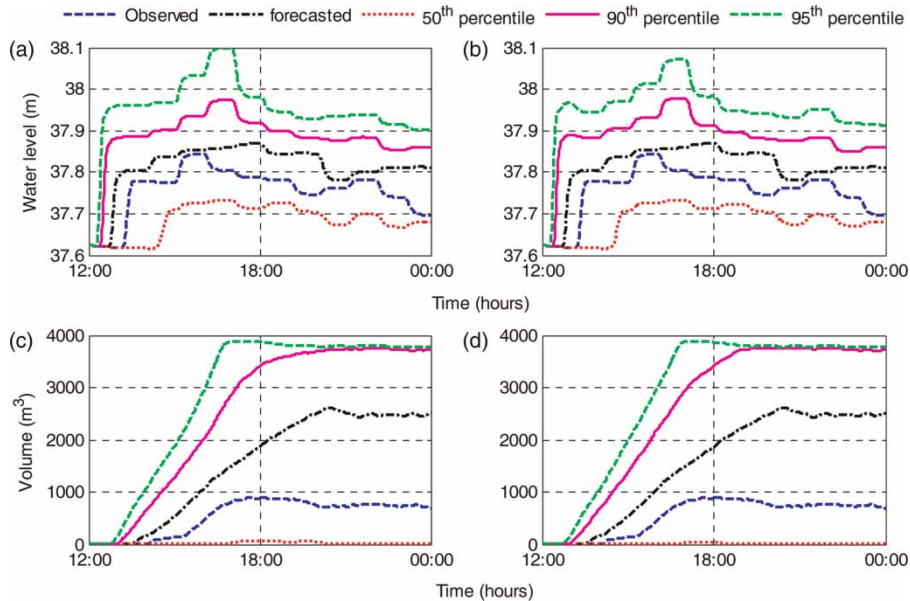 Observed forecasted 50th percentile 90th percentile 95th percentile
(a) (b)
38.1 38.1
38 38
37.9 37.9
37.8 37.8
37.7 37.7
37.6 37.6
Water level (m)
12:00 18:00 00:00 12:00 18:00 00:00
Time (hours)
(c) (d)
4000 4000
3000 3000
2000 2000
1000 1000
0 0
Volume (m3)
12:00 18:00 00:00 12:00 18:00 00:00
Time (hours)